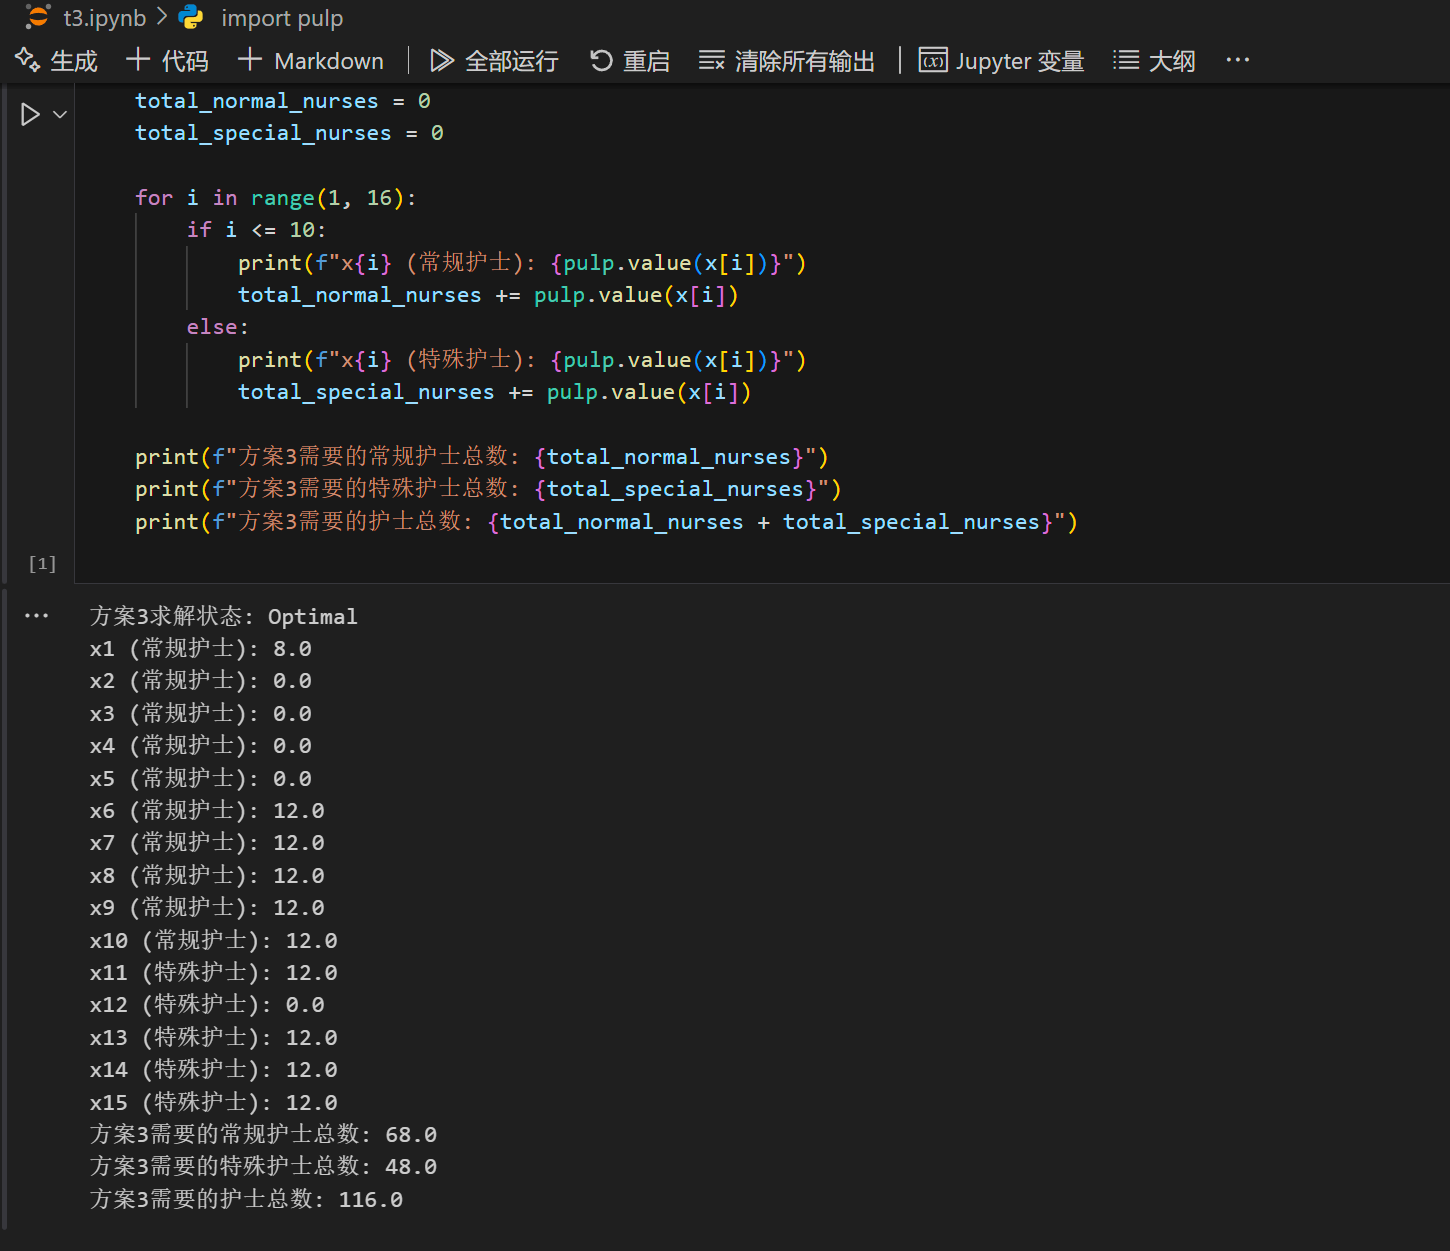 t3.ipynb > import pulp
生成 + 代码 + Markdown 全部运行 重启 清除所有输出 Jupyter 变量 大纲 ...
total_normal_nurses = 0
total_special_nurses = 0
for i in range(1, 16):
if i <= 10:
print(f"x{i} (常规护士): {pulp.value(x[i])}")
total_normal_nurses += pulp.value(x[i])
else:
print(f"x{i} (特殊护士): {pulp.value(x[i])}")
total_special_nurses += pulp.value(x[i])
print(f"方案3需要的常规护士总数: {total_normal_nurses}")
print(f"方案3需要的特殊护士总数: {total_special_nurses}")
print(f"方案3需要的护士总数: {total_normal_nurses + total_special_nurses}")
[1]
... 方案3求解状态: Optimal
x1 (常规护士): 8.0
x2 (常规护士): 0.0
x3 (常规护士): 0.0
x4 (常规护士): 0.0
x5 (常规护士): 0.0
x6 (常规护士): 12.0
x7 (常规护士): 12.0
x8 (常规护士): 12.0
x9 (常规护士): 12.0
x10 (常规护士): 12.0
x11 (特殊护士): 12.0
x12 (特殊护士): 0.0
x13 (特殊护士): 12.0
x14 (特殊护士): 12.0
x15 (特殊护士): 12.0
方案3需要的常规护士总数: 68.0
方案3需要的特殊护士总数: 48.0
方案3需要的护士总数: 116.0